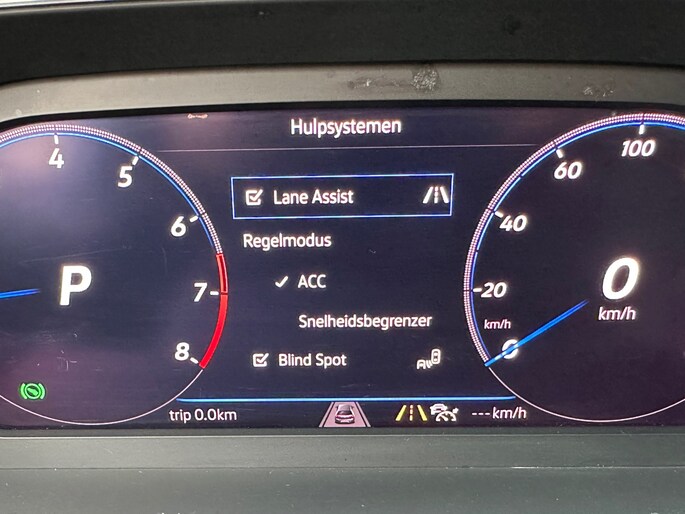 Hulpsystemen
4
5
6
7
8
P
Lane Assist
Regelmodus
ACC
Snelheidsbegrenzer
Blind Spot
100
60
40
20
0
km/h
0
km/h
trip 0.0km
--- km/h